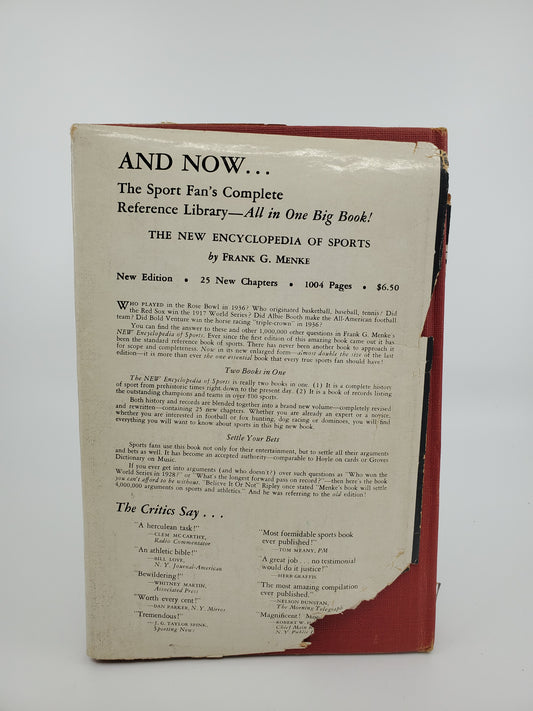 AND NOW...
The Sport Fan's Complete
Reference Library—All in One Big Book!
THE NEW ENCYCLOPEDIA OF SPORTS
by FRANK G. MENKE
New Edition • 25 New Chapters • 1004 Pages • $6.50
WHO PLAYED in the Rose Bowl in 1936? Who originated basketball, baseball, tennis? Did
the Red Sox win the 1917 World Series? Did Albie Booth make the All-American football
team? Did Bold Venture win the horse racing "triple-crown" in 1936?
You can find the answer to these and other 1,000,000 other questions in Frank G. Menke's
NEW Encyclopedia of Sports. Ever since the first edition of this amazing book came out it has
been the standard reference book of sports. There has never been another book to approach it
for scope and completeness. Now in its new enlarged form—almost double the size of the last
edition—it is more than ever the one essential book that every true sports fan should have!
Two Books in One
The NEW Encyclopedia of Sports is really two books in one. (1) It is a complete history
of sport from prehistoric times right down to the present day. (2) It is a book of records listing
the outstanding champions and teams in over 100 sports.
Both history and records are blended together into a brand new volume—completely revised
and rewritten—containing 25 new chapters. Whether you are already an expert or a novice,
whether you are interested in football or fox hunting, dog racing or dominoes, you will find
everything you will want to know about sports in this big new book.
Settle Your Bets
Sports fans use this book not only for their entertainment, but to settle all their arguments
and bets as well. It has become an accepted authority—comparable to Hoyle on cards or Groves
Dictionary on Music.
If you ever get into arguments (and who doesn't?) over such questions as "Who won the
World Series in 1928?" or "What's the longest forward pass on record?"—then here's the book
you can't afford to be without. "Believe It Or Not" Ripley once stated "Menke's book will settle
4,000,000 arguments on sports and athletics." And he was referring to the old edition!
The Critics Say . . .
"A herculean task!"
—CLEM MCCARTHY,
Radio Commentator
"An athletic bible!"
—BILL LOVE,
N. Y. Journal-American
"Bewildering!"
—WHITNEY MARTIN,
Associated Press
"Worth every cent!"
—DAN PARKER, N. Y. Mirror
"Tremendous!"
—J. G. TAYLOR SPINK,
Sporting News
"Most formidable sports book
ever published!"
—TOM MEANY, PM
"A great job . . . no testimonial
would do it justice!"
—HERB GRAFFIS
"The most amazing compilation
ever published."
—NELSON DUNSTAN,
The Morning Telegraph
"Magnificent!
ROBERT W.
Chief
N. Y. Public